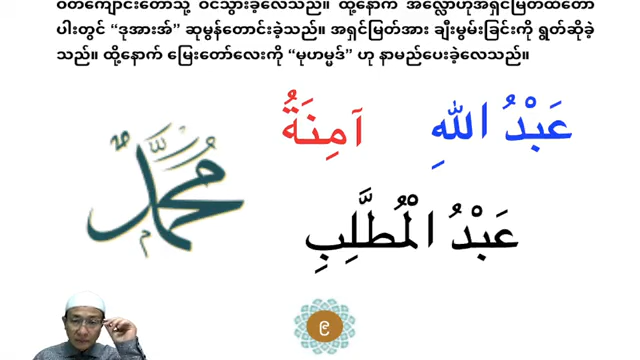 ဝတ်ကျောင်းတော်သို့ ဝင်သွားခဲ့လေသည်။ ထို့နောက် အလ္လောဟ်အရှင်မြတ်ထံတော်
ပါးတွင် “ဒုအားအ်” ဆုမွန်တောင်းခဲ့သည်။ အရှင်မြတ်အား ချီးမွမ်းခြင်းကို ရွတ်ဆိုခဲ့
သည်။ ထို့နောက် မြေးတော်လေးကို “မုဟမ္မဒ်” ဟု နာမည်ပေးခဲ့လေသည်။
عَبْدُ اللهِ
آمِنَةُ
مُحَمَّد
عَبْدُ الْمُطَّلِبِ
၉